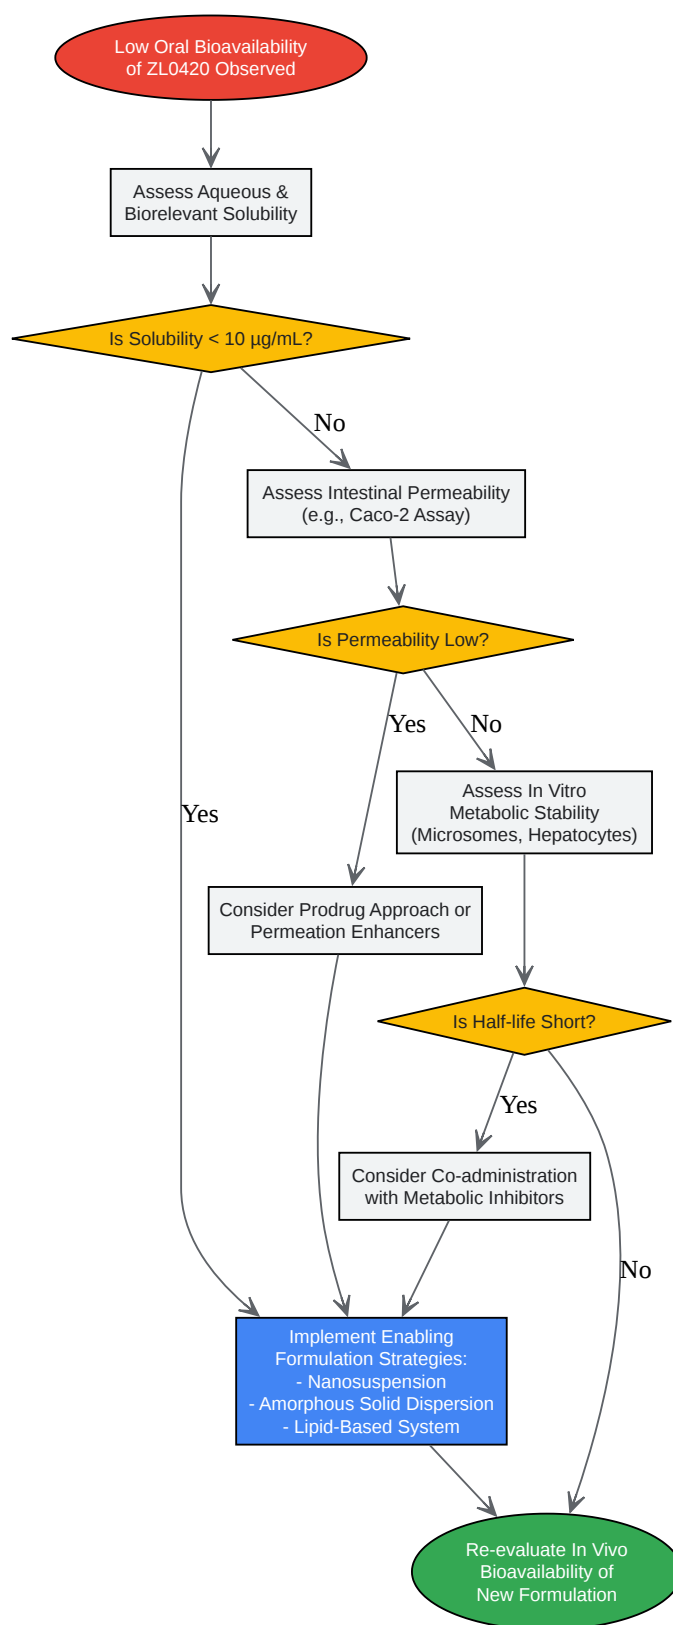 Low Oral Bioavailability
of ZL0420 Observed
Assess Aqueous &
Biorelevant Solubility
Is Solubility < 10 µg/mL?
No
Assess Intestinal Permeability
(e.g., Caco-2 Assay)
Is Permeability Low?
Yes
No
Assess In Vitro
Metabolic Stability
(Microsomes, Hepatocytes)
Yes
Consider Prodrug Approach or
Permeation Enhancers
Is Half-life Short?
Yes
Consider Co-administration
with Metabolic Inhibitors
No
Implement Enabling
Formulation Strategies:
- Nanosuspension
- Amorphous Solid Dispersion
- Lipid-Based System
Re-evaluate In Vivo
Bioavailability of
New Formulation